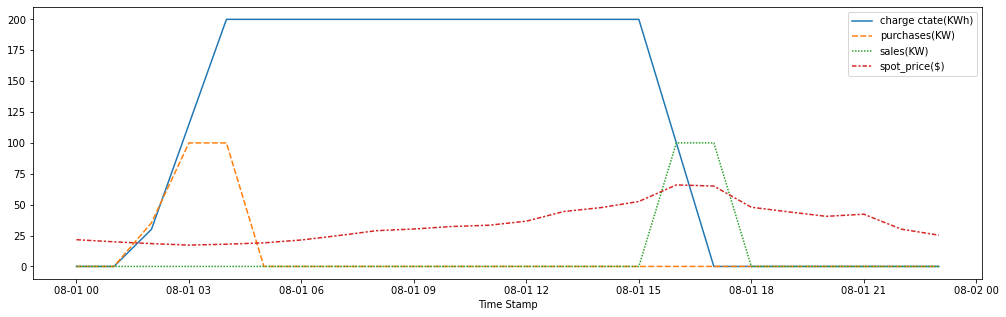 200
175
150
125
100
75
50
25
0
charge ctate(KWh)
purchases(KW)
sales(KW)
spot_price($)
08-01 00 08-01 03 08-01 06 08-01 09 08-01 12 08-01 15 08-01 18 08-01 21 08-02 00
Time Stamp